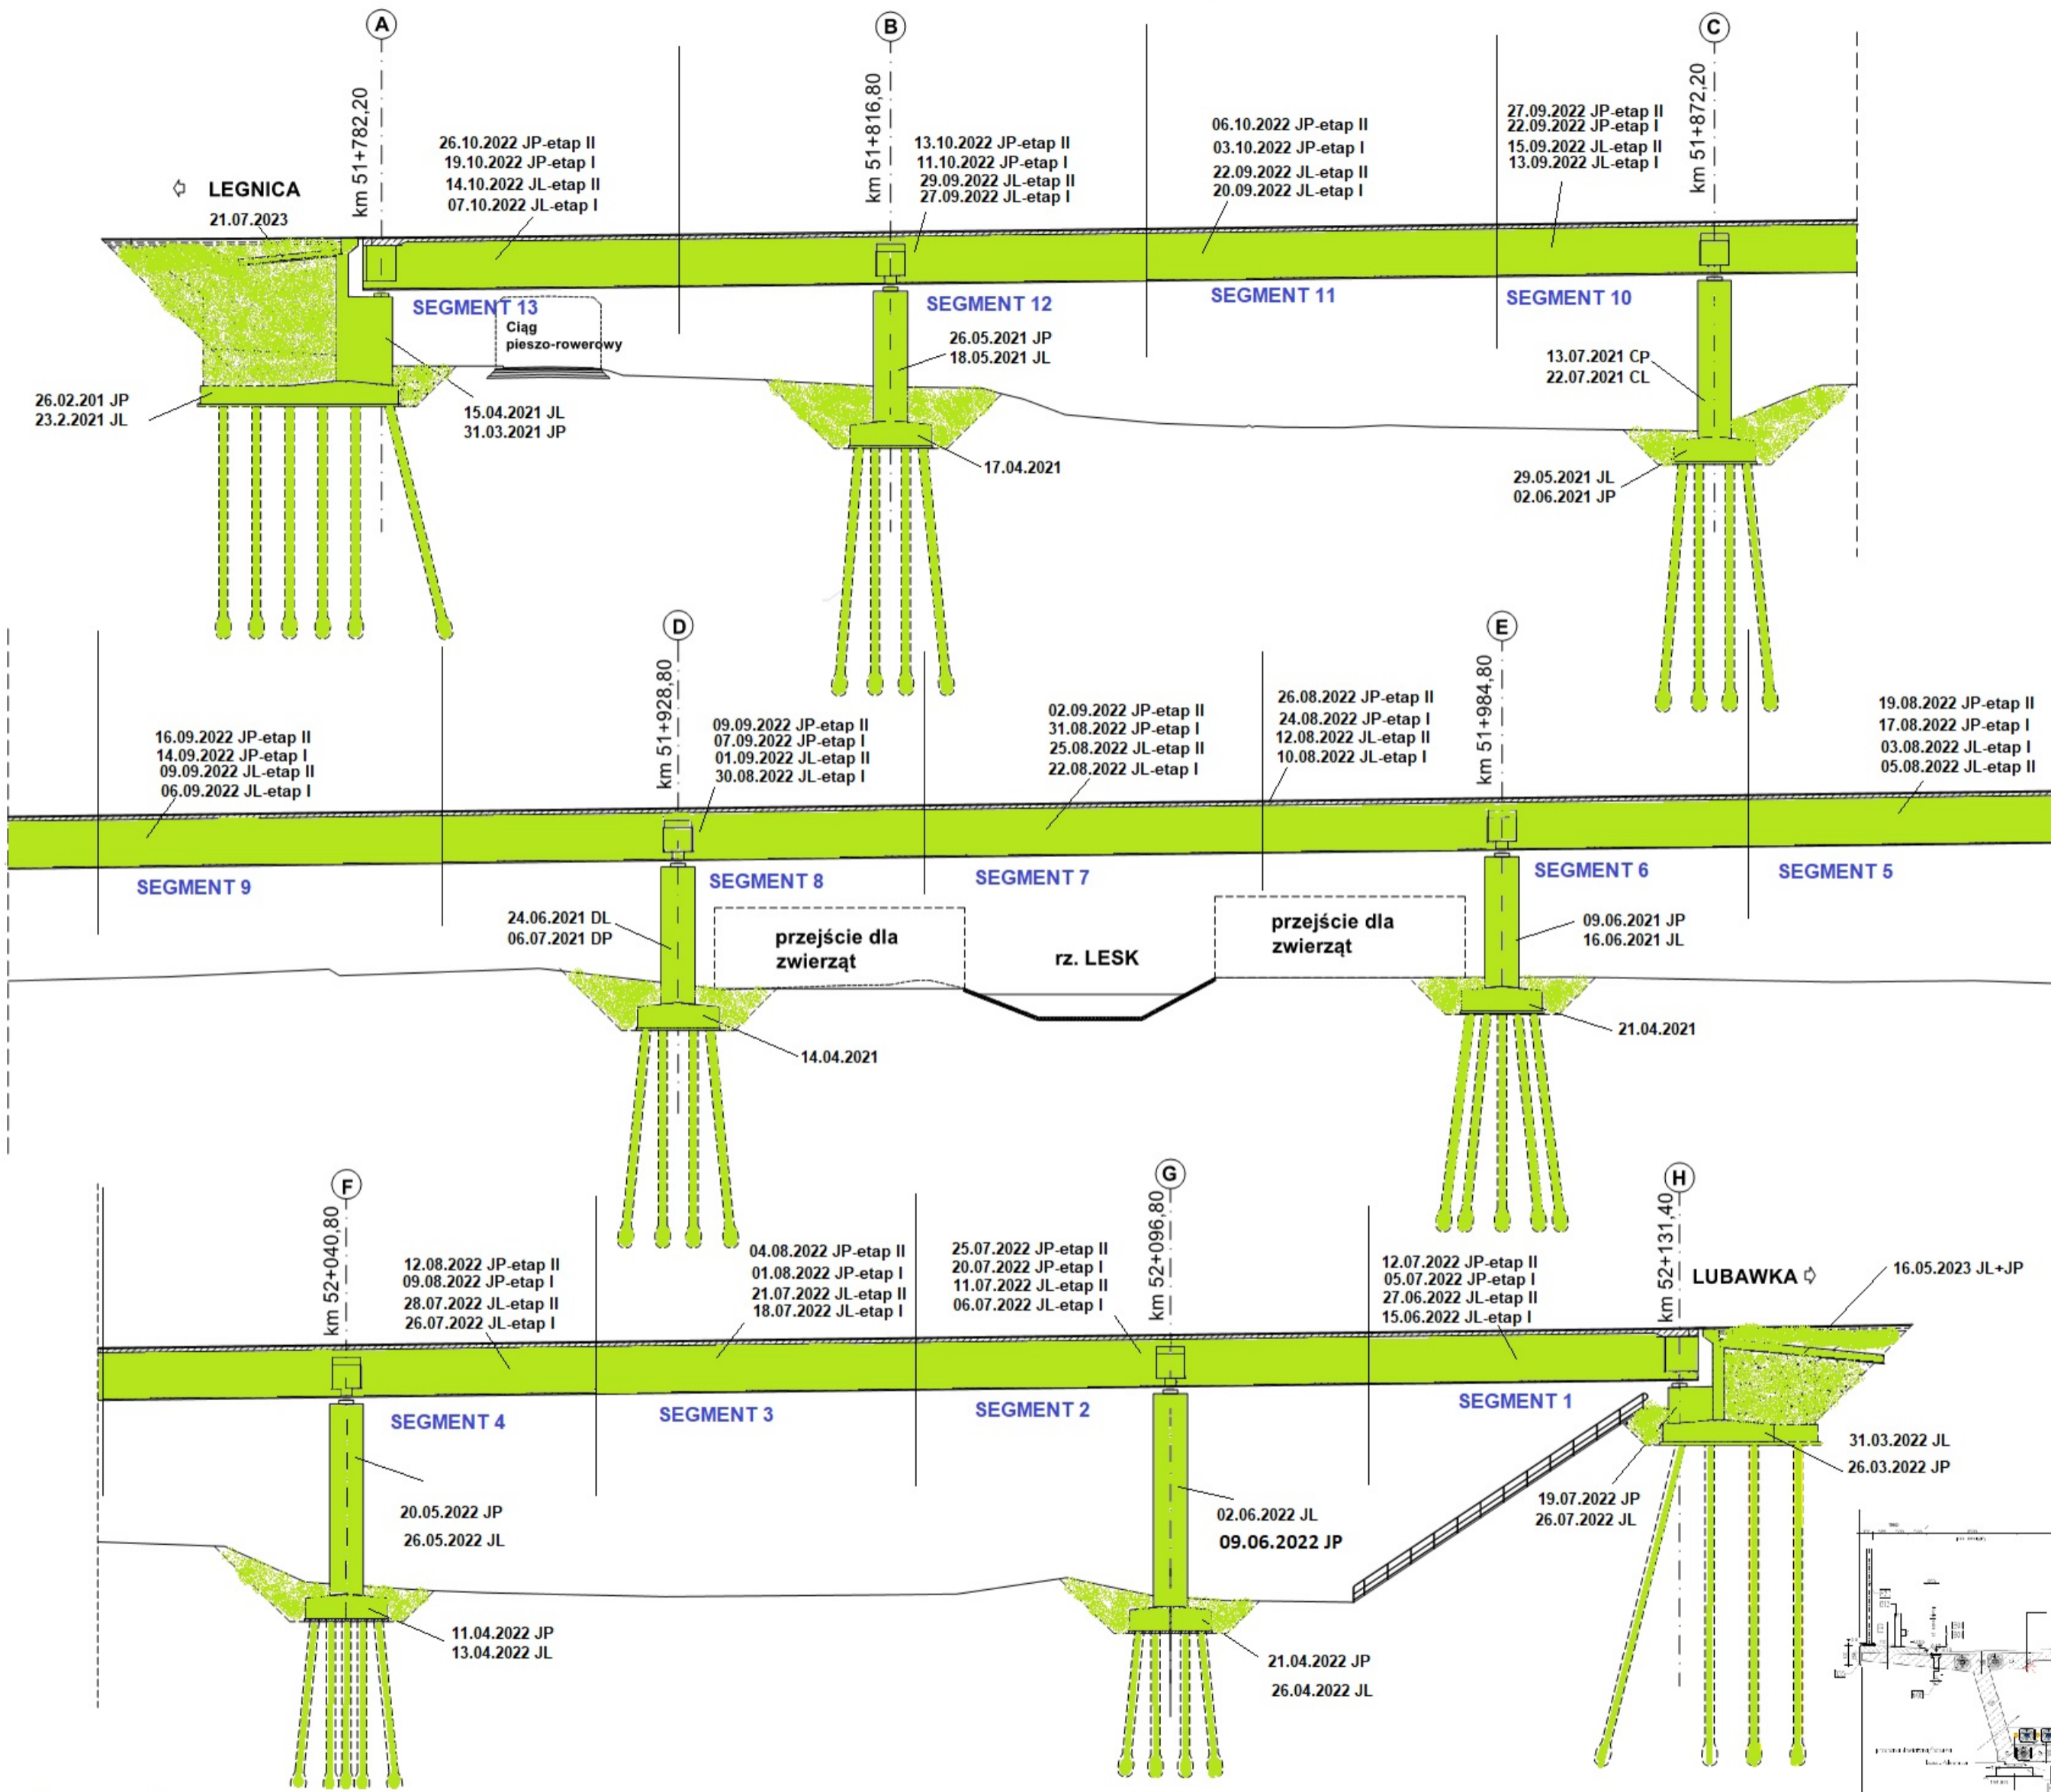 A
B
C
km 51+782,20
km 51+816,80
km 51+872,20
26.10.2022 JP-etap II
19.10.2022 JP-etap I
14.10.2022 JL-etap II
07.10.2022 JL-etap I
13.10.2022 JP-etap II
11.10.2022 JP-etap I
29.09.2022 JL-etap II
27.09.2022 JL-etap I
06.10.2022 JP-etap II
03.10.2022 JP-etap I
22.09.2022 JL-etap II
20.09.2022 JL-etap I
27.09.2022 JP-etap II
22.09.2022 JP-etap I
15.09.2022 JL-etap II
13.09.2022 JL-etap I
LEGNICA
21.07.2023
SEGMENT 13
SEGMENT 12
SEGMENT 11
SEGMENT 10
Ciąg
pieszo-rowerowy
26.05.2021 JP
18.05.2021 JL
13.07.2021 CP
22.07.2021 CL
26.02.201 JP
23.2.2021 JL
15.04.2021 JL
31.03.2021 JP
17.04.2021
29.05.2021 JL
02.06.2021 JP
D
E
km 51+928,80
km 51+984,80
16.09.2022 JP-etap II
14.09.2022 JP-etap I
09.09.2022 JL-etap II
06.09.2022 JL-etap I
09.09.2022 JP-etap II
07.09.2022 JP-etap I
01.09.2022 JL-etap II
30.08.2022 JL-etap I
02.09.2022 JP-etap II
31.08.2022 JP-etap I
25.08.2022 JL-etap II
22.08.2022 JL-etap I
26.08.2022 JP-etap II
24.08.2022 JP-etap I
12.08.2022 JL-etap II
10.08.2022 JL-etap I
19.08.2022 JP-etap II
17.08.2022 JP-etap I
03.08.2022 JL-etap I
05.08.2022 JL-etap II
SEGMENT 9
SEGMENT 8
SEGMENT 7
SEGMENT 6
SEGMENT 5
24.06.2021 DL
06.07.2021 DP
przejście dla
zwierząt
rz. LESK
przejście dla
zwierząt
09.06.2021 JP
16.06.2021 JL
14.04.2021
21.04.2021
F
G
H
km 52+040,80
km 52+096,80
km 52+131,40
12.08.2022 JP-etap II
09.08.2022 JP-etap I
28.07.2022 JL-etap II
26.07.2022 JL-etap I
04.08.2022 JP-etap II
01.08.2022 JP-etap I
21.07.2022 JL-etap II
18.07.2022 JL-etap I
25.07.2022 JP-etap II
20.07.2022 JP-etap I
11.07.2022 JL-etap II
06.07.2022 JL-etap I
12.07.2022 JP-etap II
05.07.2022 JP-etap I
27.06.2022 JL-etap II
15.06.2022 JL-etap I
LUBAWKA
16.05.2023 JL+JP
SEGMENT 4
SEGMENT 3
SEGMENT 2
SEGMENT 1
20.05.2022 JP
26.05.2022 JL
02.06.2022 JL
09.06.2022 JP
31.03.2022 JL
26.03.2022 JP
19.07.2022 JP
26.07.2022 JL
11.04.2022 JP
13.04.2022 JL
21.04.2022 JP
26.04.2022 JL